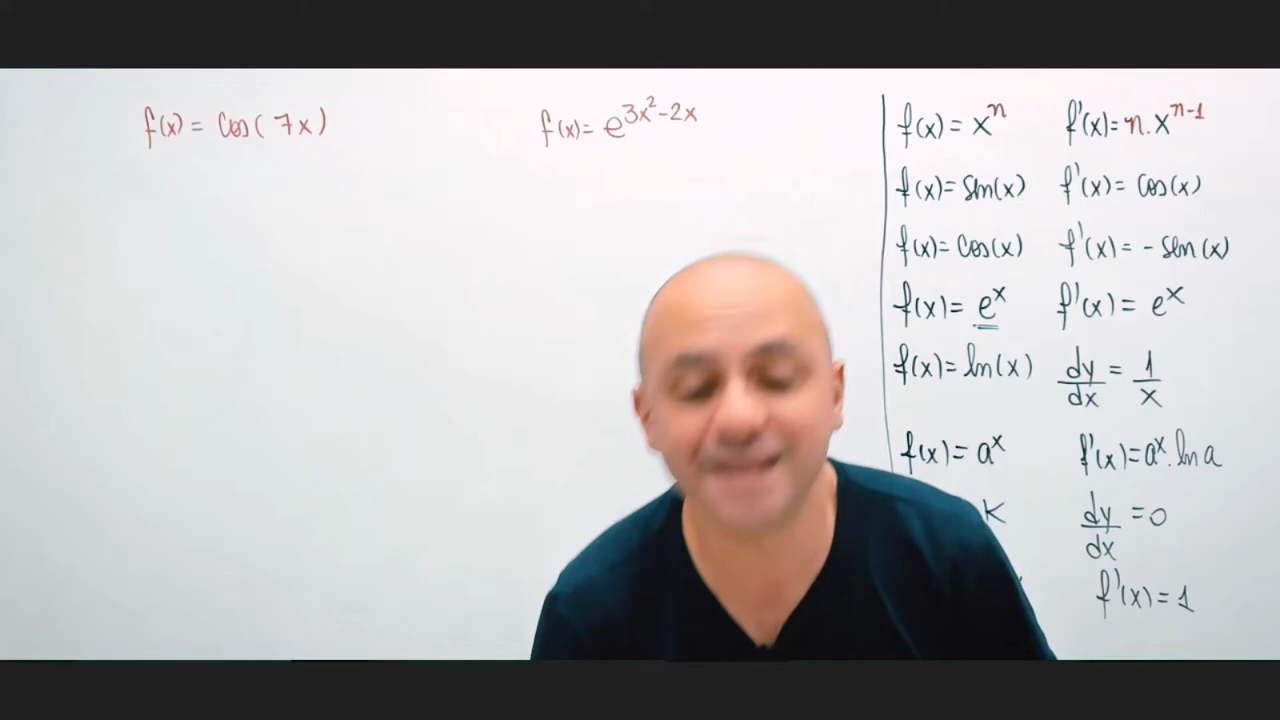 f(x) = cos(7x)
f(x) = e^{3x²-2x}
f(x) = x^n f'(x) = n.x^{n-1}
f(x) = sen(x) f'(x) = cos(x)
f(x) = cos(x) f'(x) = -sen(x)
f(x) = e^x f'(x) = e^x
f(x) = ln(x) dy/dx = 1/x
f(x) = a^x f'(x) = a^x.ln a
K dy/dx = 0
f'(x) = 1